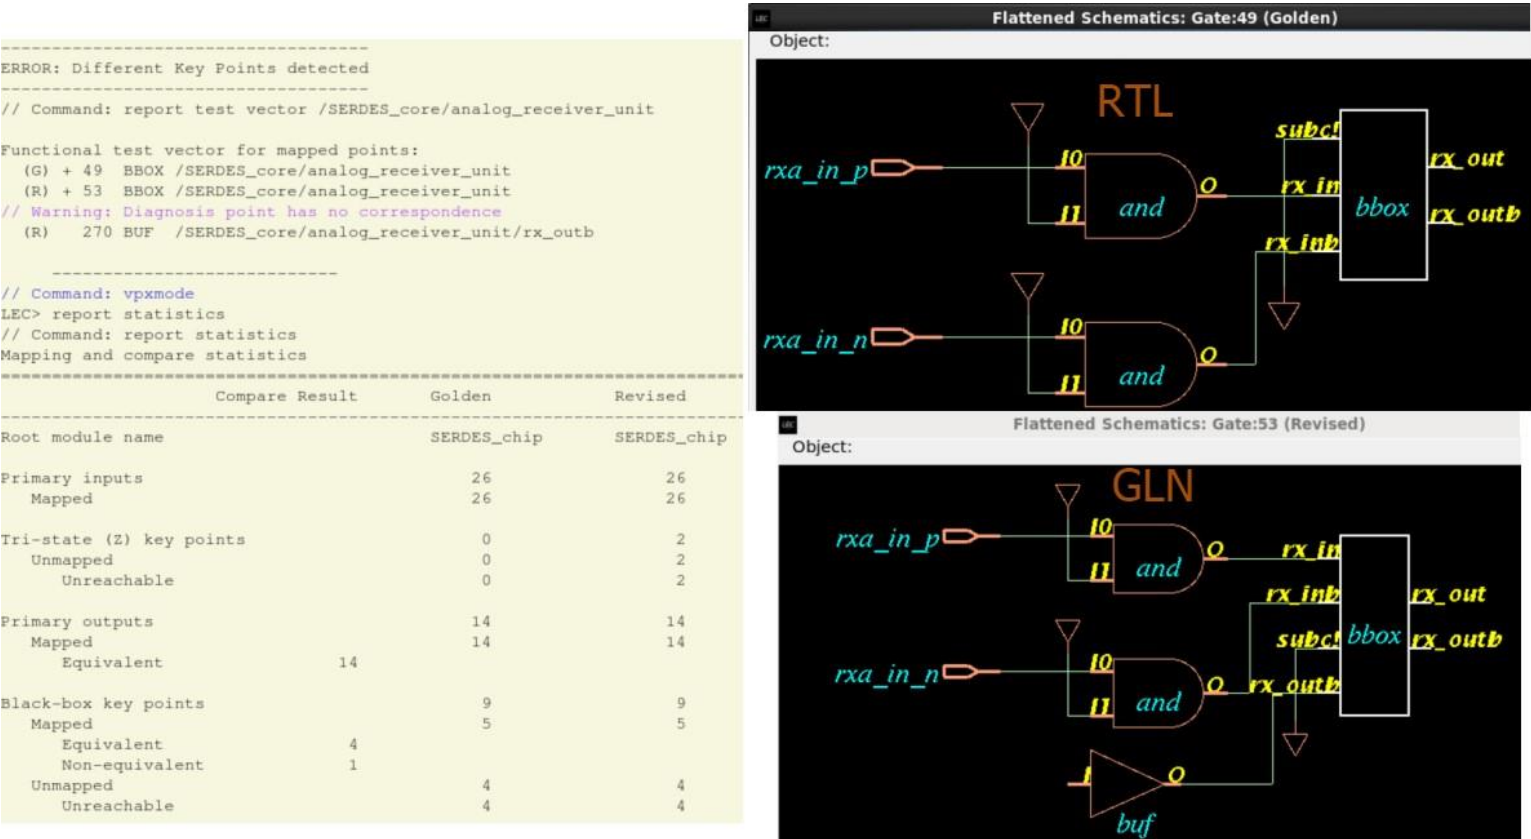 ERROR: Different Key Points detected
// Command: report test vector /SERDES_core/analog_receiver_unit
Functional test vector for mapped points:
(G) + 49 BBOX /SERDES_core/analog_receiver_unit
(R) + 53 BBOX /SERDES_core/analog_receiver_unit
// Warning: Diagnosis point has no correspondence
(R) 270 BUF /SERDES_core/analog_receiver_unit/rx_outb
// Command: vpxmode
LEC> report statistics
// Command: report statistics
Mapping and compare statistics
Compare Result Golden Revised
Root module name SERDES_chip SERDES_chip
Primary inputs 26 26
Mapped 26 26
Tri-state (Z) key points 0 2
Unmapped 0 2
Unreachable 0 2
Primary outputs 14 14
Mapped 14 14
Equivalent 14
Black-box key points 9 9
Mapped 5 5
Equivalent 4
Non-equivalent 1
Unmapped 4 4
Unreachable 4 4
LEC Flattened Schematics: Gate:49 (Golden)
Object:
RTL
subc!
rxa_in_p I0 rx_out
O rx_in
I1 and bbox rx_outb
rx_inb
rxa_in_n I0
O
I1 and
LEC Flattened Schematics: Gate:53 (Revised)
Object:
GLN
rxa_in_p I0
O rx_in
I1 and
rx_inb rx_out
subc! bbox rx_outb
rxa_in_n I0
O rx_outb
I1 and
I O
buf